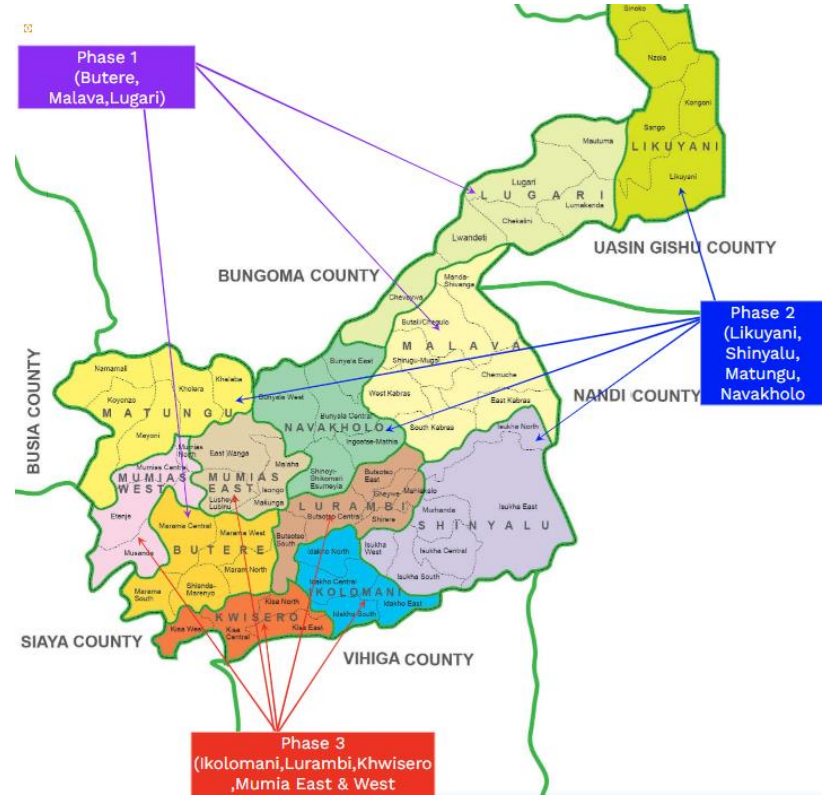 Phase 1
(Butere,
Malava,Lugari)
Sinoko
Nzoia
Kongoni
Sango
LIKUYANI
Likuyani
Mautuma
Lugari
LUGARI
Lumakanda
Chekalini
Lwandeti
UASIN GISHU COUNTY
BUNGOMA COUNTY
Manda-
Shivanga
Chevaywa
Butali/Chegulo
MALAVA
Shirugu-Mugai
Chemuche
West Kabras
East Kabras
South Kabras
Phase 2
(Likuyani,
Shinyalu,
Matungu,
Navakholo
NANDI COUNTY
BUSIA COUNTY
Namamali
Kholera
Khalaba
Koyonzo
MATUNGU
Mayoni
Bunyala East
Bunyala West
Bunyala Central
NAVAKHOLO
Ingostse-Mathia
Shinoyi-
Shikomari
Esumeyia
Isukha North
Mumias
North
Mumias Central
MUMIAS
WEST
Etenje
Musanda
East Wanga
Malaha
MUMIAS
EAST
Isongo
Makunga
Lusheya
Lubinu
Butsotso
East
Sheywe
Mahiakalo
LURAMBI
Butsotso Central
Shirere
Butsotso
South
Murhanda
Isukha East
SHINYALU
Isukha
West
Isukha Central
Isukha South
Marama Central
Marama West
BUTERE
Maram North
Marama
South
Shianda-
Marenyo
Idakho North
Idakho Central
IKOLOMANI
Idakho East
Idakho South
Kisa North
KWISERO
Kisa West
Kisa
Central
Kisa East
SIAYA COUNTY
VIHIGA COUNTY
Phase 3
(Ikolomani,Lurambi,Khwisero
,Mumia East & West